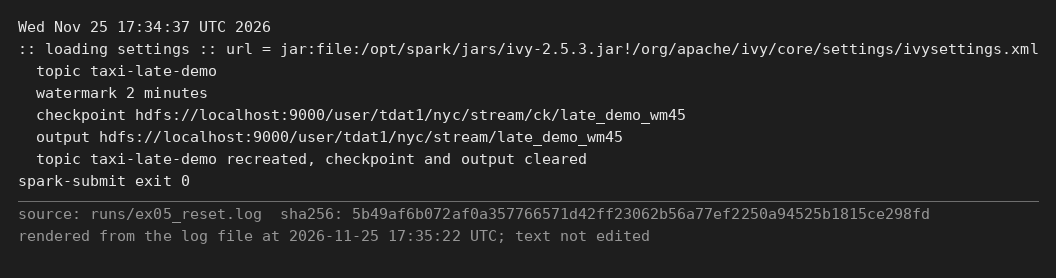 Wed Nov 25 17:34:37 UTC 2026
:: loading settings :: url = jar:file:/opt/spark/jars/ivy-2.5.3.jar!/org/apache/ivy/core/settings/ivysettings.xml
  topic taxi-late-demo
  watermark 2 minutes
  checkpoint hdfs://localhost:9000/user/tdat1/nyc/stream/ck/late_demo_wm45
  output hdfs://localhost:9000/user/tdat1/nyc/stream/late_demo_wm45
  topic taxi-late-demo recreated, checkpoint and output cleared
spark-submit exit 0
source: runs/ex05_reset.log  sha256: 5b49af6b072af0a357766571d42ff23062b56a77ef2250a94525b1815ce298fd
rendered from the log file at 2026-11-25 17:35:22 UTC; text not edited